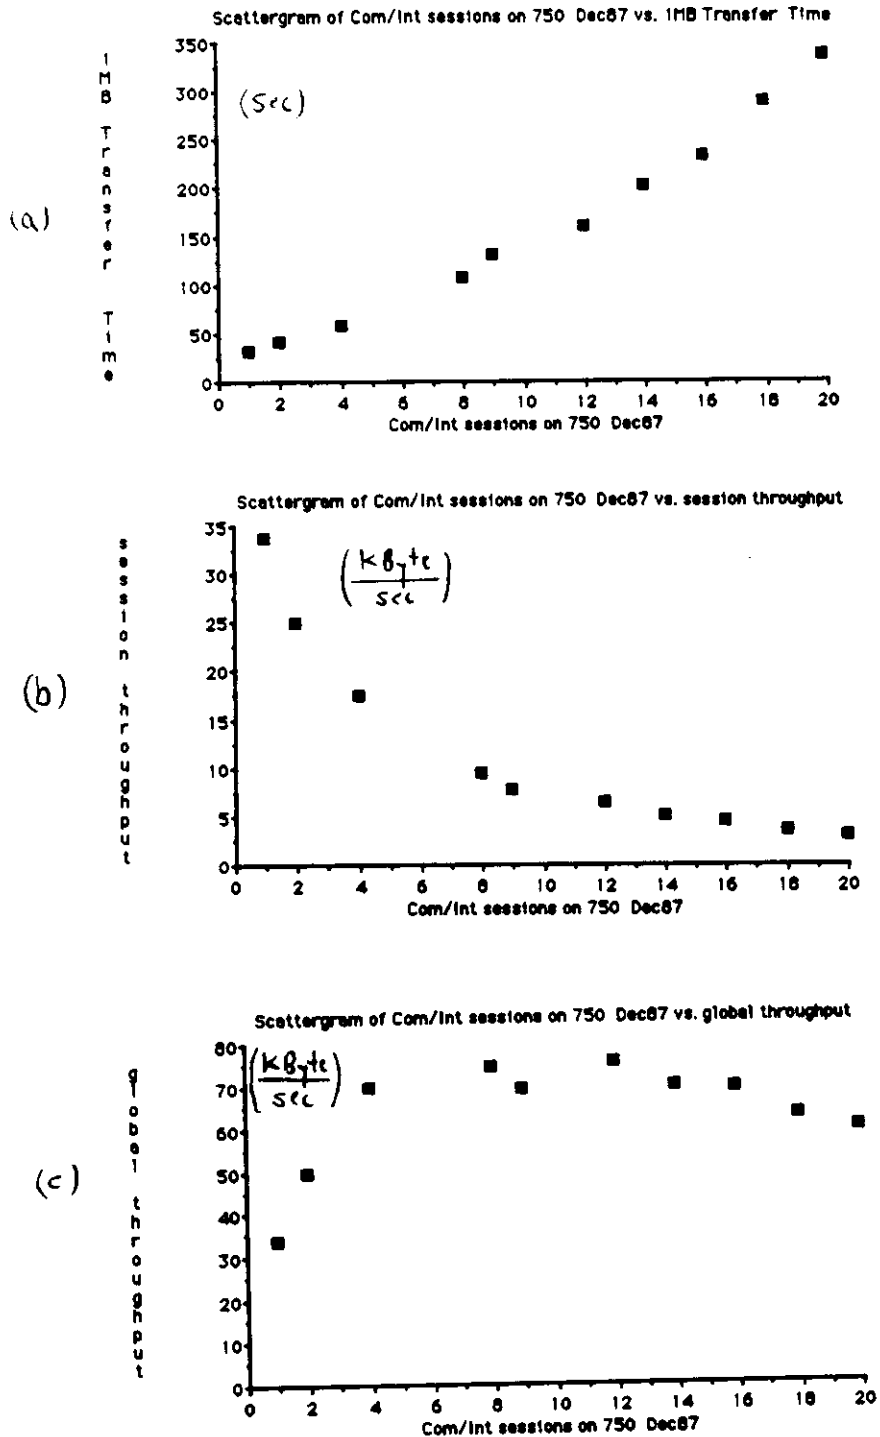 Scattergram of Com/Int sessions on 750 Dec87 vs. 1MB Transfer Time
1MB Transfer Time
(Sec)
(a)
350
300
250
200
150
100
50
0
0 2 4 6 8 10 12 14 16 18 20
Com/Int sessions on 750 Dec87
Scattergram of Com/Int sessions on 750 Dec87 vs. session throughput
session throughput
(KByte
sec)
(b)
35
30
25
20
15
10
5
0
0 2 4 6 8 10 12 14 16 18 20
Com/Int sessions on 750 Dec87
Scattergram of Com/Int sessions on 750 Dec87 vs. global throughput
global throughput
(KByte
sec)
(c)
80
70
60
50
40
30
20
10
0
0 2 4 6 8 10 12 14 16 18 20
Com/Int sessions on 750 Dec87